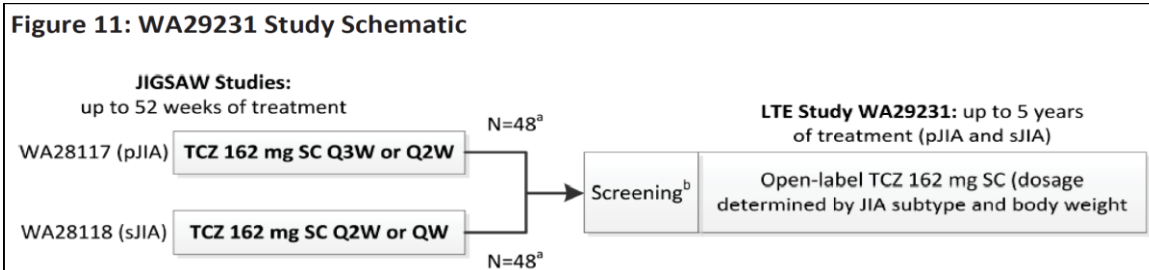 Figure 11: WA29231 Study Schematic
JIGSAW Studies:
up to 52 weeks of treatment
N=48ᵃ
WA28117 (pJIA)
TCZ 162 mg SC Q3W or Q2W
WA28118 (sJIA)
TCZ 162 mg SC Q2W or QW
N=48ᵃ
Screeningᵇ
LTE Study WA29231: up to 5 years
of treatment (pJIA and sJIA)
Open-label TCZ 162 mg SC (dosage
determined by JIA subtype and body weight